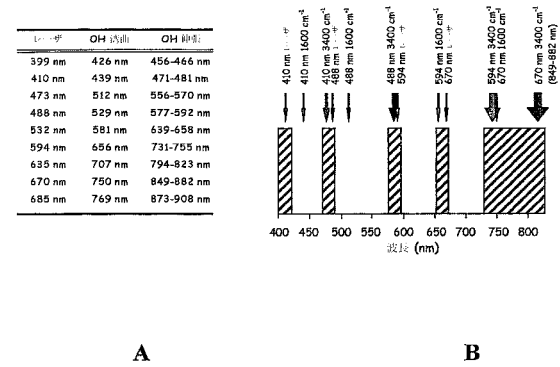 レーザ OH 湾曲 OH 伸張
399 nm 426 nm 456-466 nm
410 nm 439 nm 471-481 nm
473 nm 512 nm 556-570 nm
488 nm 529 nm 577-592 nm
532 nm 581 nm 639-658 nm
594 nm 656 nm 731-755 nm
635 nm 707 nm 794-823 nm
670 nm 750 nm 849-882 nm
685 nm 769 nm 873-908 nm
410 nm レーザ
410 nm 1600 cm⁻¹
410 nm 3400 cm⁻¹
488 nm レーザ
488 nm 1600 cm⁻¹
488 nm 3400 cm⁻¹
594 nm レーザ
594 nm 1600 cm⁻¹
670 nm レーザ
594 nm 3400 cm⁻¹
670 nm 1600 cm⁻¹
670 nm 3400 cm⁻¹
(849-882 nm)
400 450 500 550 600 650 700 750 800
波長 (nm)
A
B